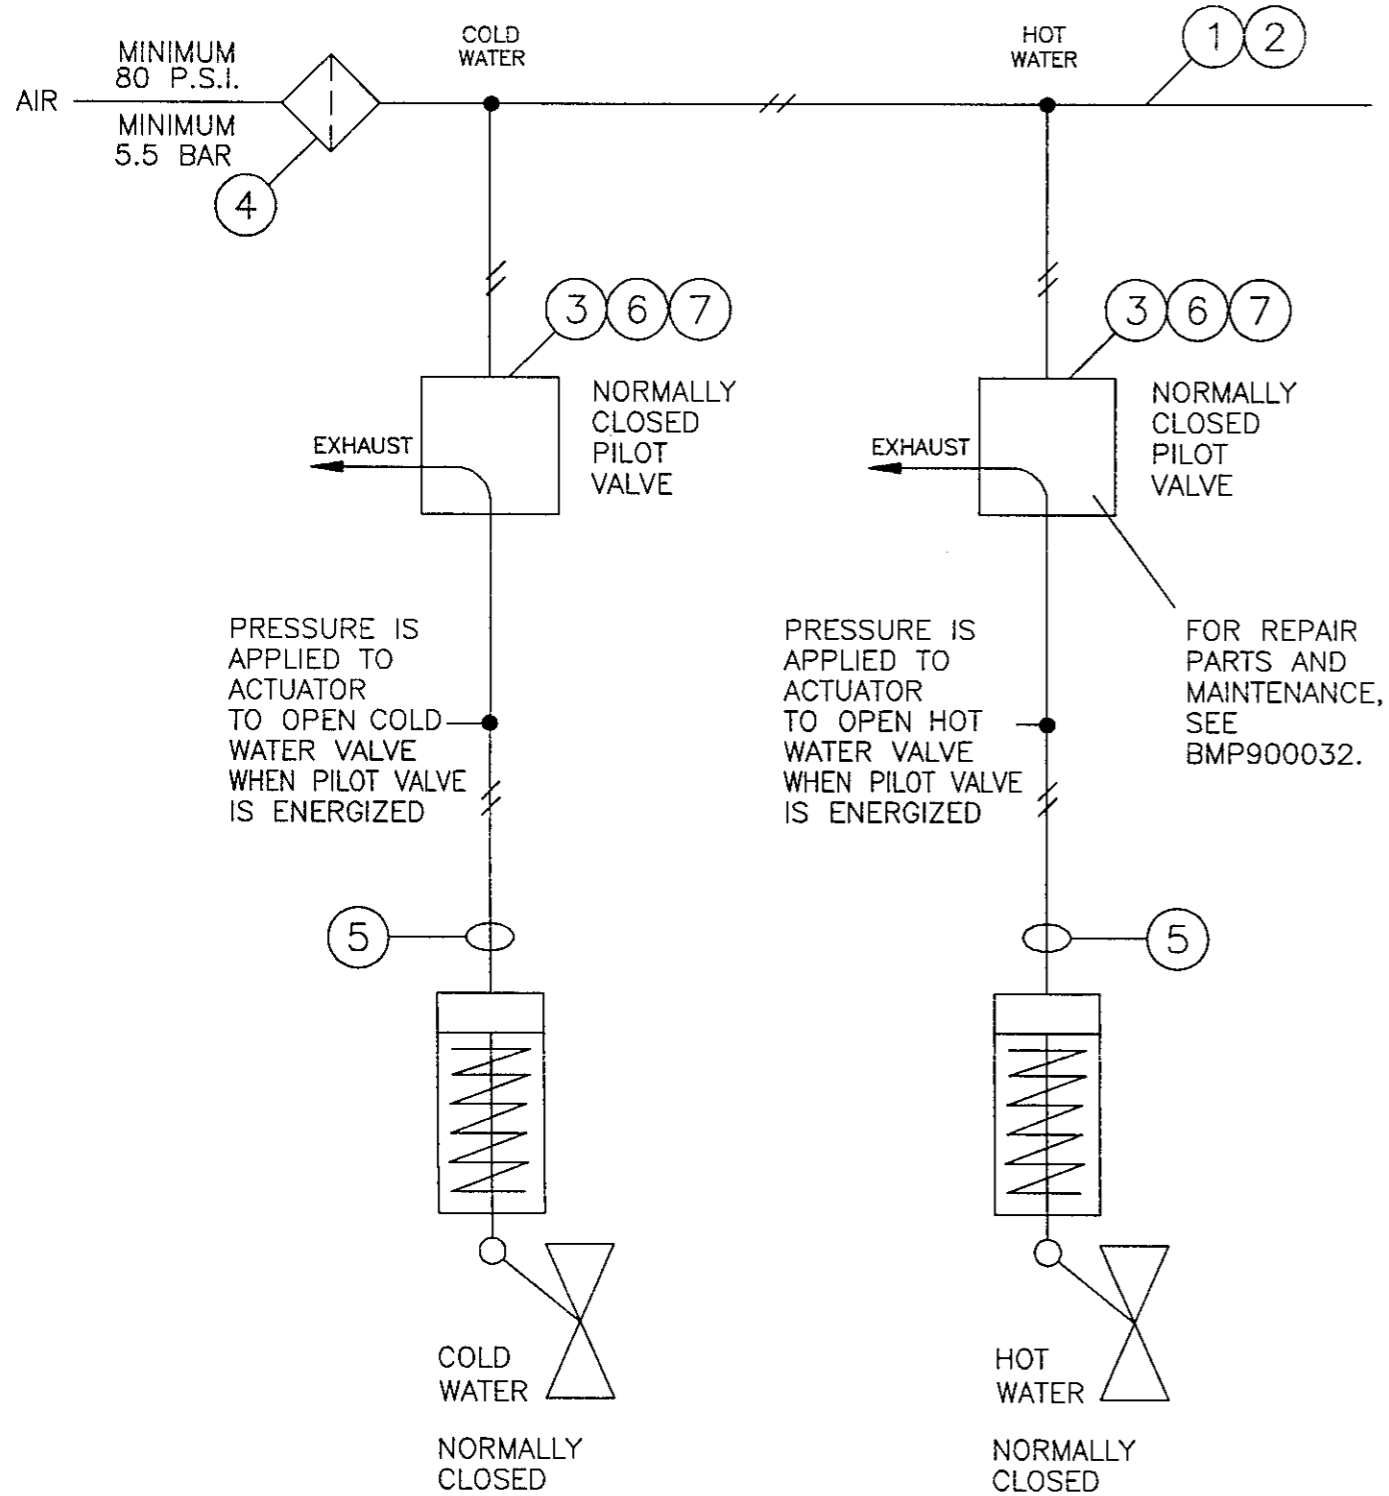 COLD
WATER
HOT
WATER
1 2
MINIMUM
80 P.S.I.
AIR
MINIMUM
5.5 BAR
4
3 6 7
NORMALLY
CLOSED
PILOT
VALVE
EXHAUST
3 6 7
NORMALLY
CLOSED
PILOT
VALVE
EXHAUST
PRESSURE IS
APPLIED TO
ACTUATOR
TO OPEN COLD
WATER VALVE
WHEN PILOT VALVE
IS ENERGIZED
PRESSURE IS
APPLIED TO
ACTUATOR
TO OPEN HOT
WATER VALVE
WHEN PILOT VALVE
IS ENERGIZED
FOR REPAIR
PARTS AND
MAINTENANCE,
SEE
BMP900032.
5
5
COLD
WATER
NORMALLY
CLOSED
HOT
WATER
NORMALLY
CLOSED